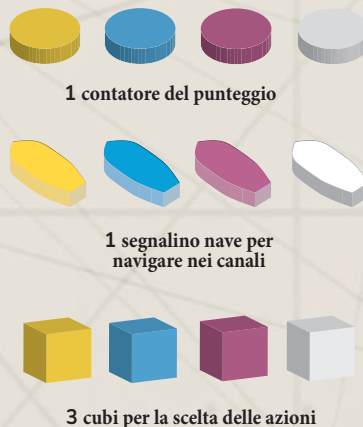 1 contatore del punteggio
1 segnalino nave per
navigare nei canali
3 cubi per la scelta delle azioni